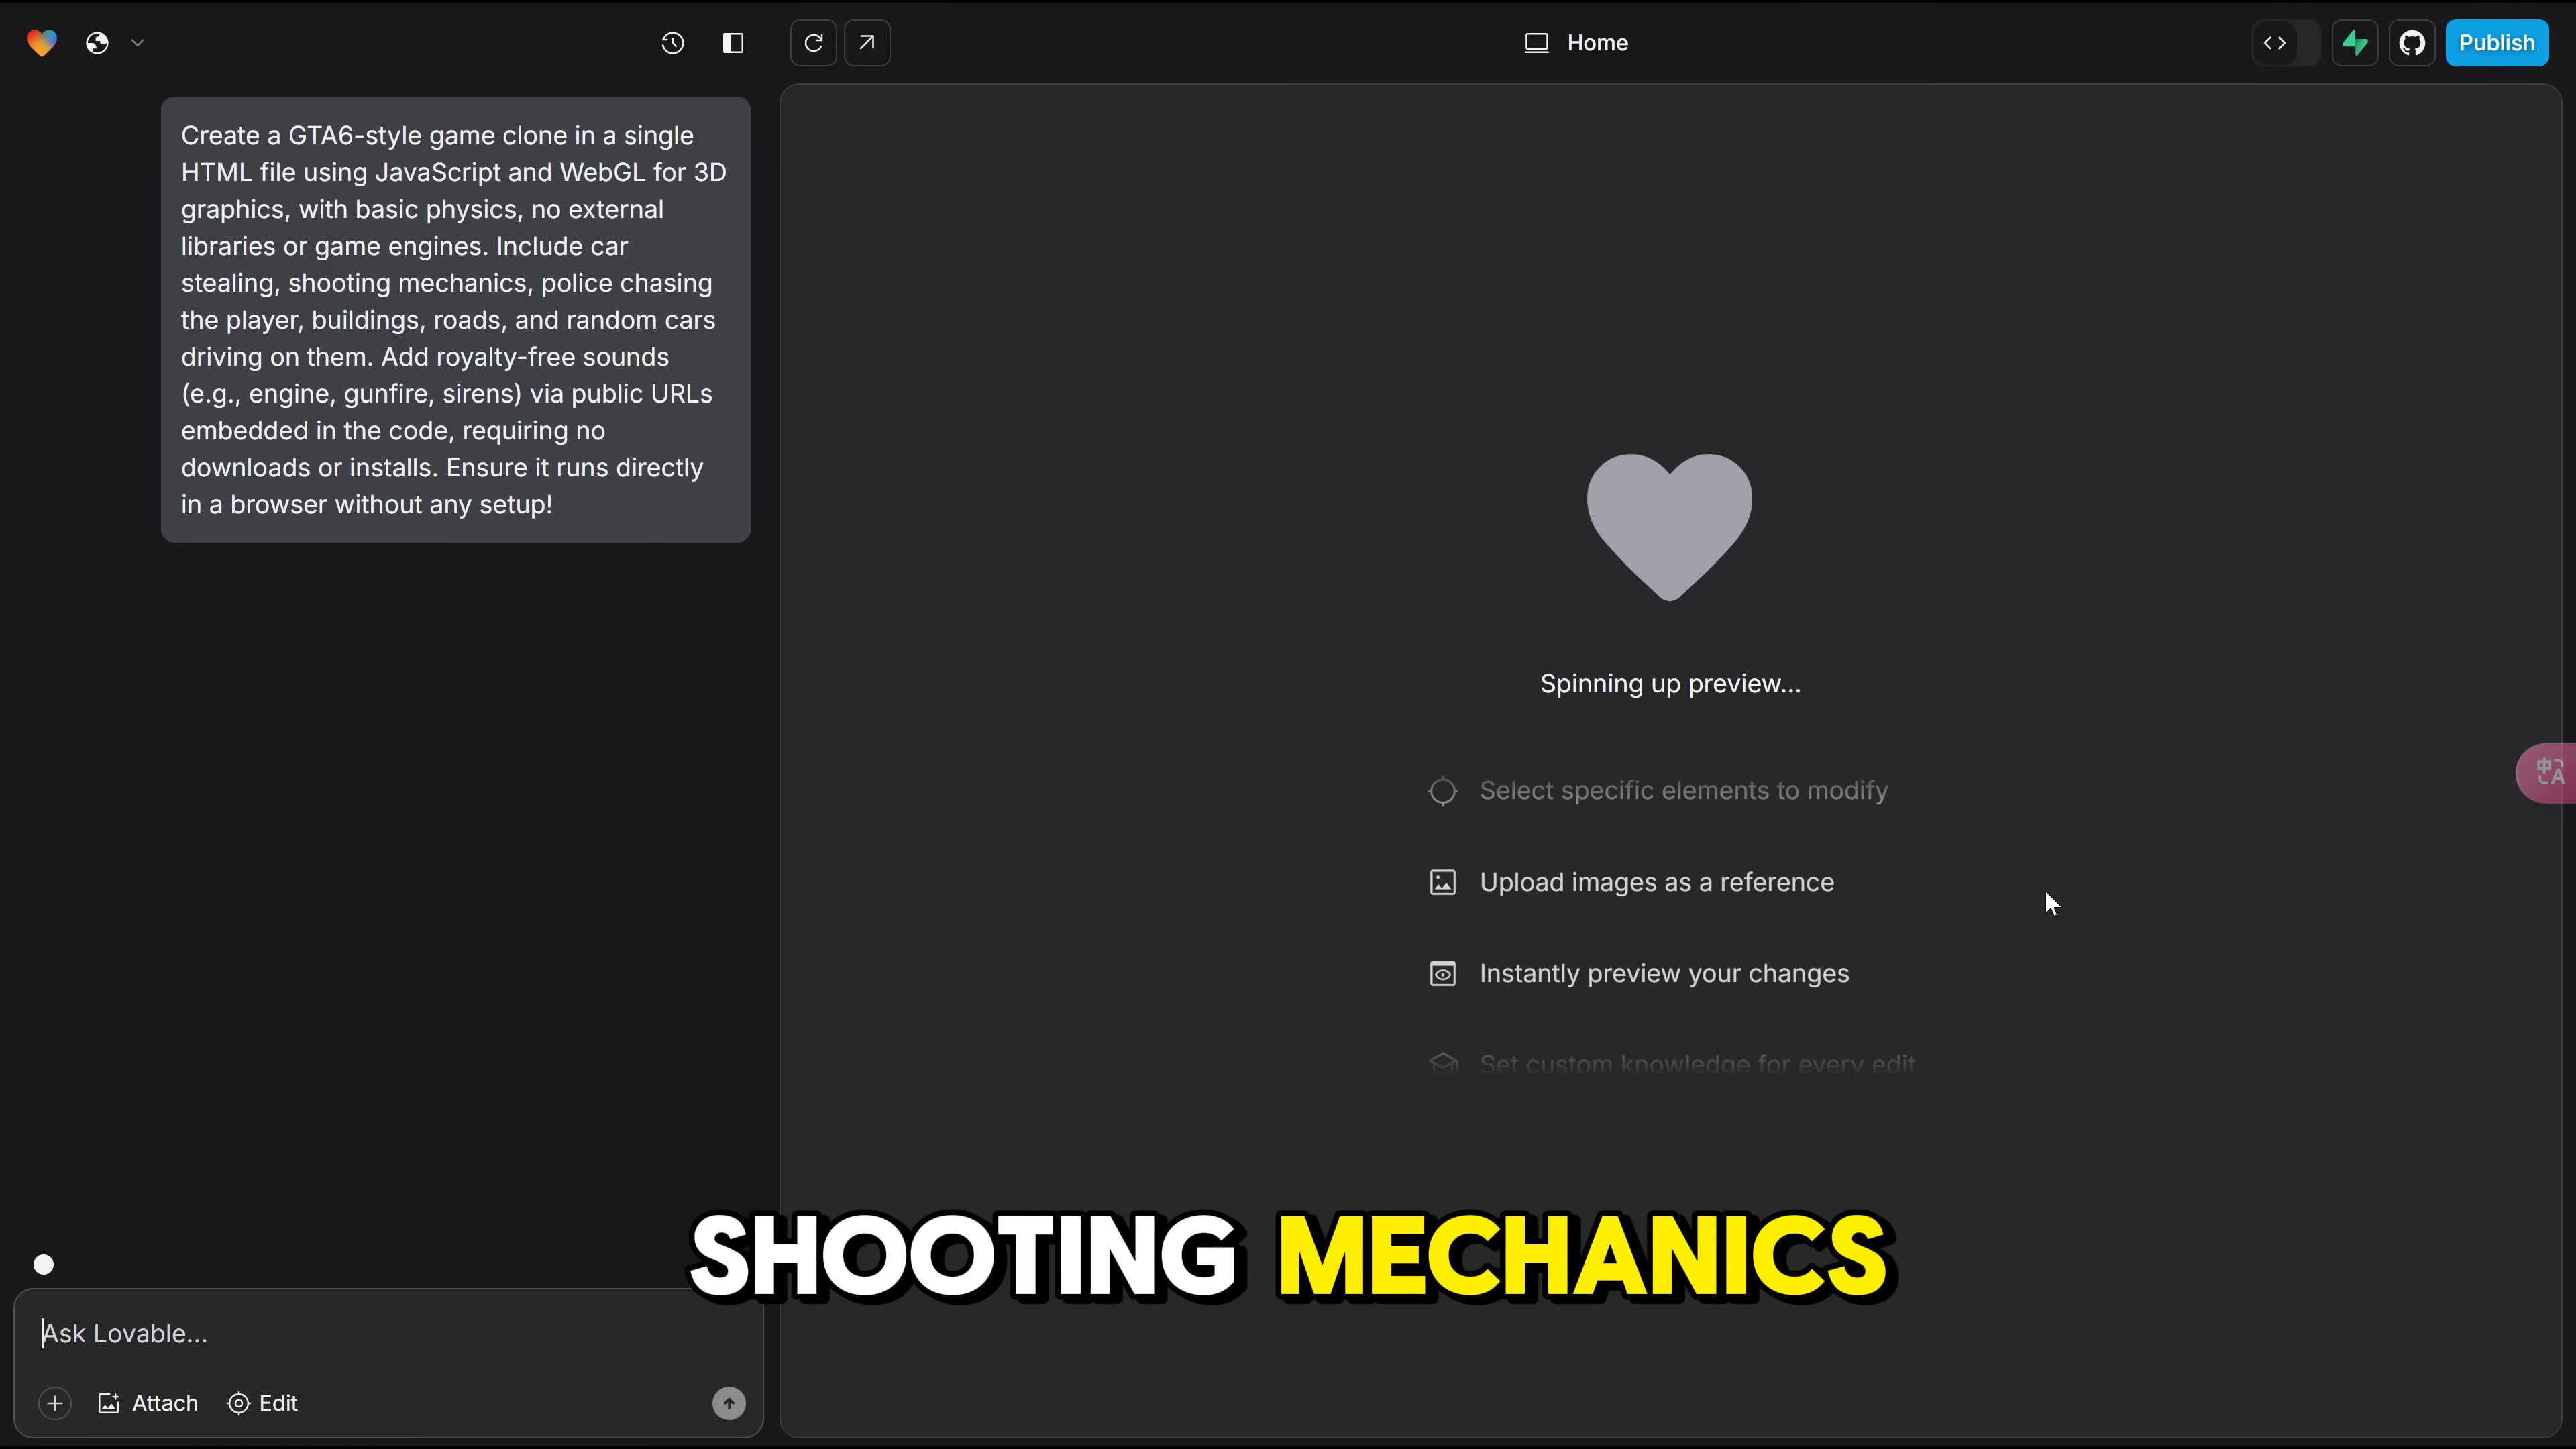 Home
Publish
Create a GTA6-style game clone in a single
HTML file using JavaScript and WebGL for 3D
graphics, with basic physics, no external
libraries or game engines. Include car
stealing, shooting mechanics, police chasing
the player, buildings, roads, and random cars
driving on them. Add royalty-free sounds
(e.g., engine, gunfire, sirens) via public URLs
embedded in the code, requiring no
downloads or installs. Ensure it runs directly
in a browser without any setup!
Spinning up preview...
Select specific elements to modify
Upload images as a reference
Instantly preview your changes
Set custom knowledge for every edit
中A
SHOOTING MECHANICS
Ask Lovable...
Attach
Edit